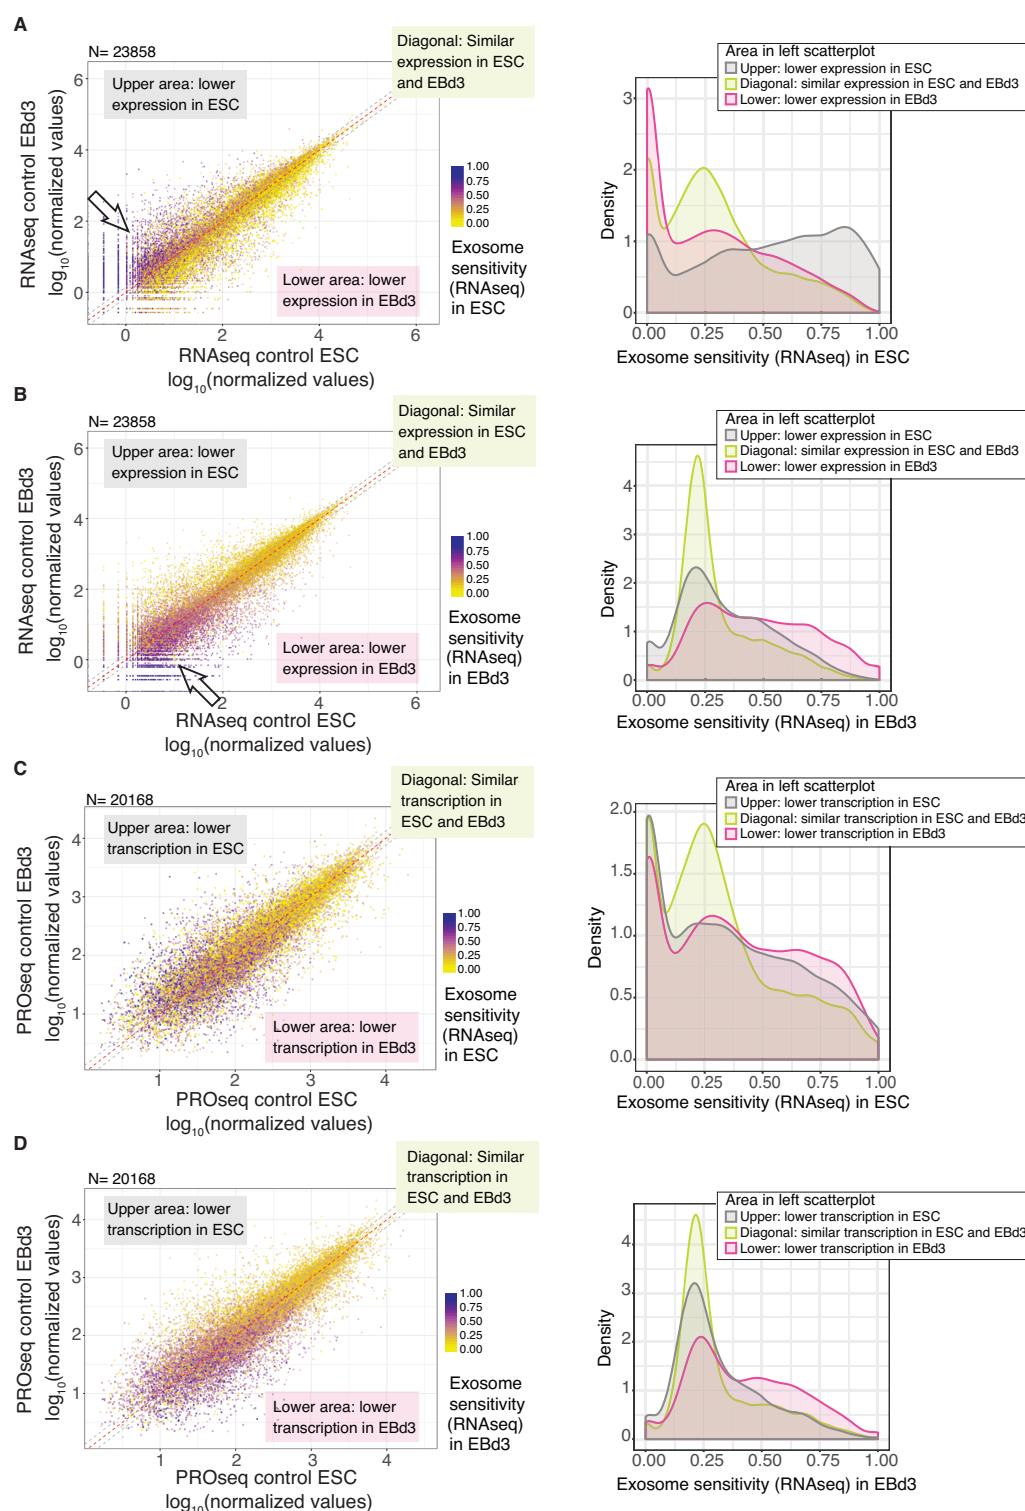 A
N= 23858
Diagonal: Similar
expression in ESC
and EBd3
Upper area: lower
expression in ESC
Lower area: lower
expression in EBd3
6
4
2
0
0
2
4
6
RNAseq control EBd3
log10(normalized values)
RNAseq control ESC
log10(normalized values)
1.00
0.75
0.50
0.25
0.00
Exosome
sensitivity
(RNAseq)
in ESC
Area in left scatterplot
Upper: lower expression in ESC
Diagonal: similar expression in ESC and EBd3
Lower: lower expression in EBd3
Density
3
2
1
0
0.00
0.25
0.50
0.75
1.00
Exosome sensitivity (RNAseq) in ESC
B
N= 23858
Diagonal: Similar
expression in ESC
and EBd3
Upper area: lower
expression in ESC
Lower area: lower
expression in EBd3
6
4
2
0
0
2
4
6
RNAseq control EBd3
log10(normalized values)
RNAseq control ESC
log10(normalized values)
1.00
0.75
0.50
0.25
0.00
Exosome
sensitivity
(RNAseq)
in EBd3
Area in left scatterplot
Upper: lower expression in ESC
Diagonal: similar expression in ESC and EBd3
Lower: lower expression in EBd3
Density
4
3
2
1
0
0.00
0.25
0.50
0.75
1.00
Exosome sensitivity (RNAseq) in EBd3
C
N= 20168
Diagonal: Similar
transcription in
ESC and EBd3
Upper area: lower
transcription in ESC
Lower area: lower
transcription in EBd3
4
3
2
1
1
2
3
4
PROseq control EBd3
log10(normalized values)
PROseq control ESC
log10(normalized values)
1.00
0.75
0.50
0.25
0.00
Exosome
sensitivity
(RNAseq)
in ESC
Area in left scatterplot
Upper: lower transcription in ESC
Diagonal: similar transcription in ESC and EBd3
Lower: lower transcription in EBd3
Density
2.0
1.5
1.0
0.5
0.0
0.00
0.25
0.50
0.75
1.00
Exosome sensitivity (RNAseq) in ESC
D
N= 20168
Diagonal: Similar
transcription in
ESC and EBd3
Upper area: lower
transcription in ESC
Lower area: lower
transcription in EBd3
4
3
2
1
1
2
3
4
PROseq control EBd3
log10(normalized values)
PROseq control ESC
log10(normalized values)
1.00
0.75
0.50
0.25
0.00
Exosome
sensitivity
(RNAseq)
in EBd3
Area in left scatterplot
Upper: lower transcription in ESC
Diagonal: similar transcription in ESC and EBd3
Lower: lower transcription in EBd3
Density
4
3
2
1
0
0.00
0.25
0.50
0.75
1.00
Exosome sensitivity (RNAseq) in EBd3